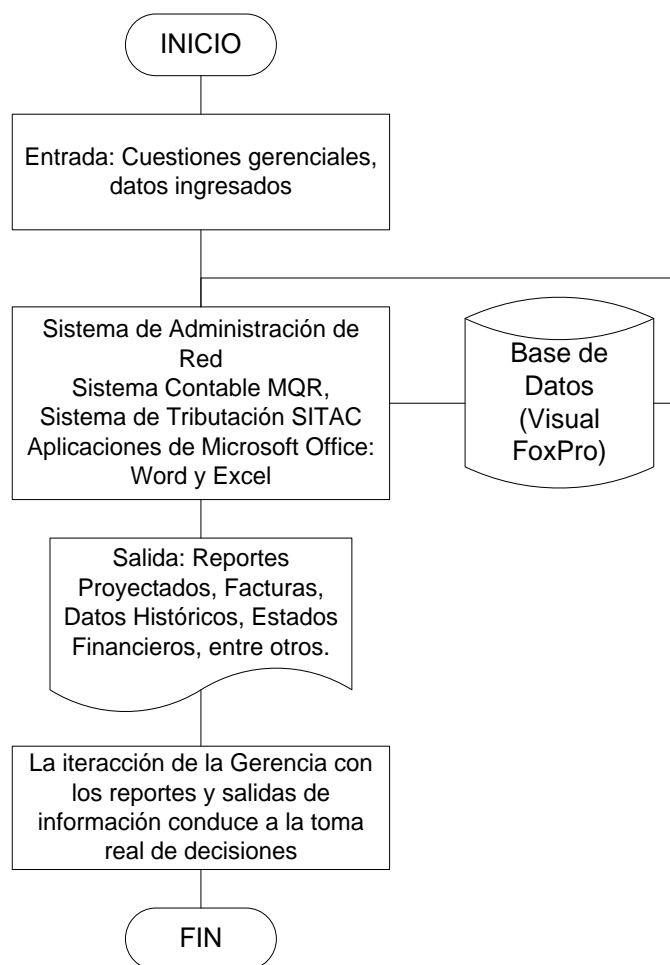 INICIO
Entrada: Cuestiones gerenciales,
datos ingresados
Sistema de Administración de
Red
Sistema Contable MQR,
Sistema de Tributación SITAC
Aplicaciones de Microsoft Office:
Word y Excel
Base de
Datos
(Visual
FoxPro)
Salida: Reportes
Proyectados, Facturas,
Datos Históricos, Estados
Financieros, entre otros.
La iteracción de la Gerencia con
los reportes y salidas de
información conduce a la toma
real de decisiones
FIN